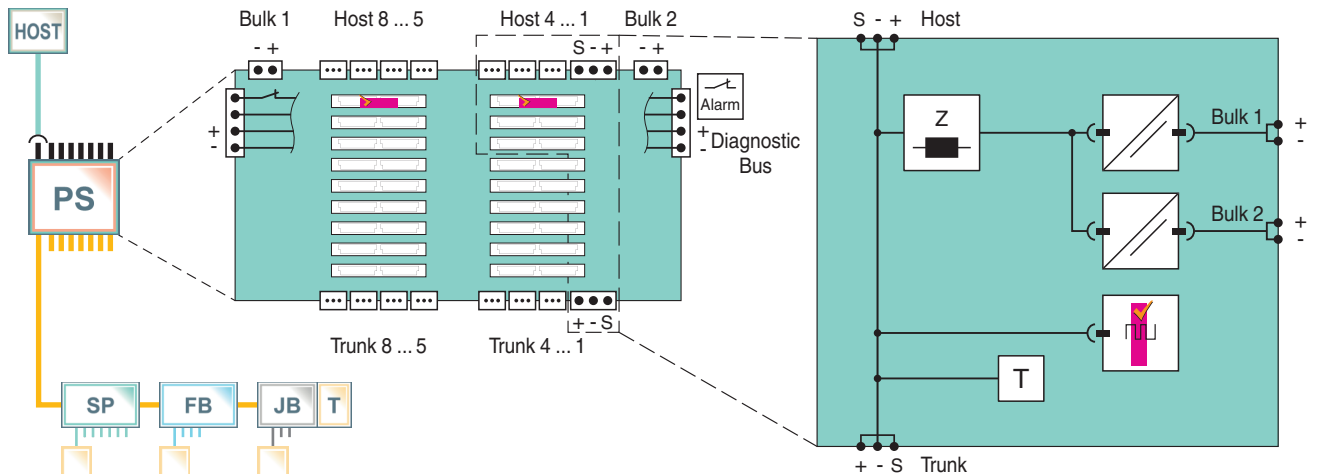 HOST
Bulk 1
Host 8 ... 5
Host 4 ... 1
Bulk 2
- +
S - +
- +
+
-
Alarm
+
-
Diagnostic
Bus
PS
+ - S
Trunk 8 ... 5
Trunk 4 ... 1
SP
FB
JB
T
S - +
Host
Z
Bulk 1
+
-
Bulk 2
+
-
T
+ - S
Trunk